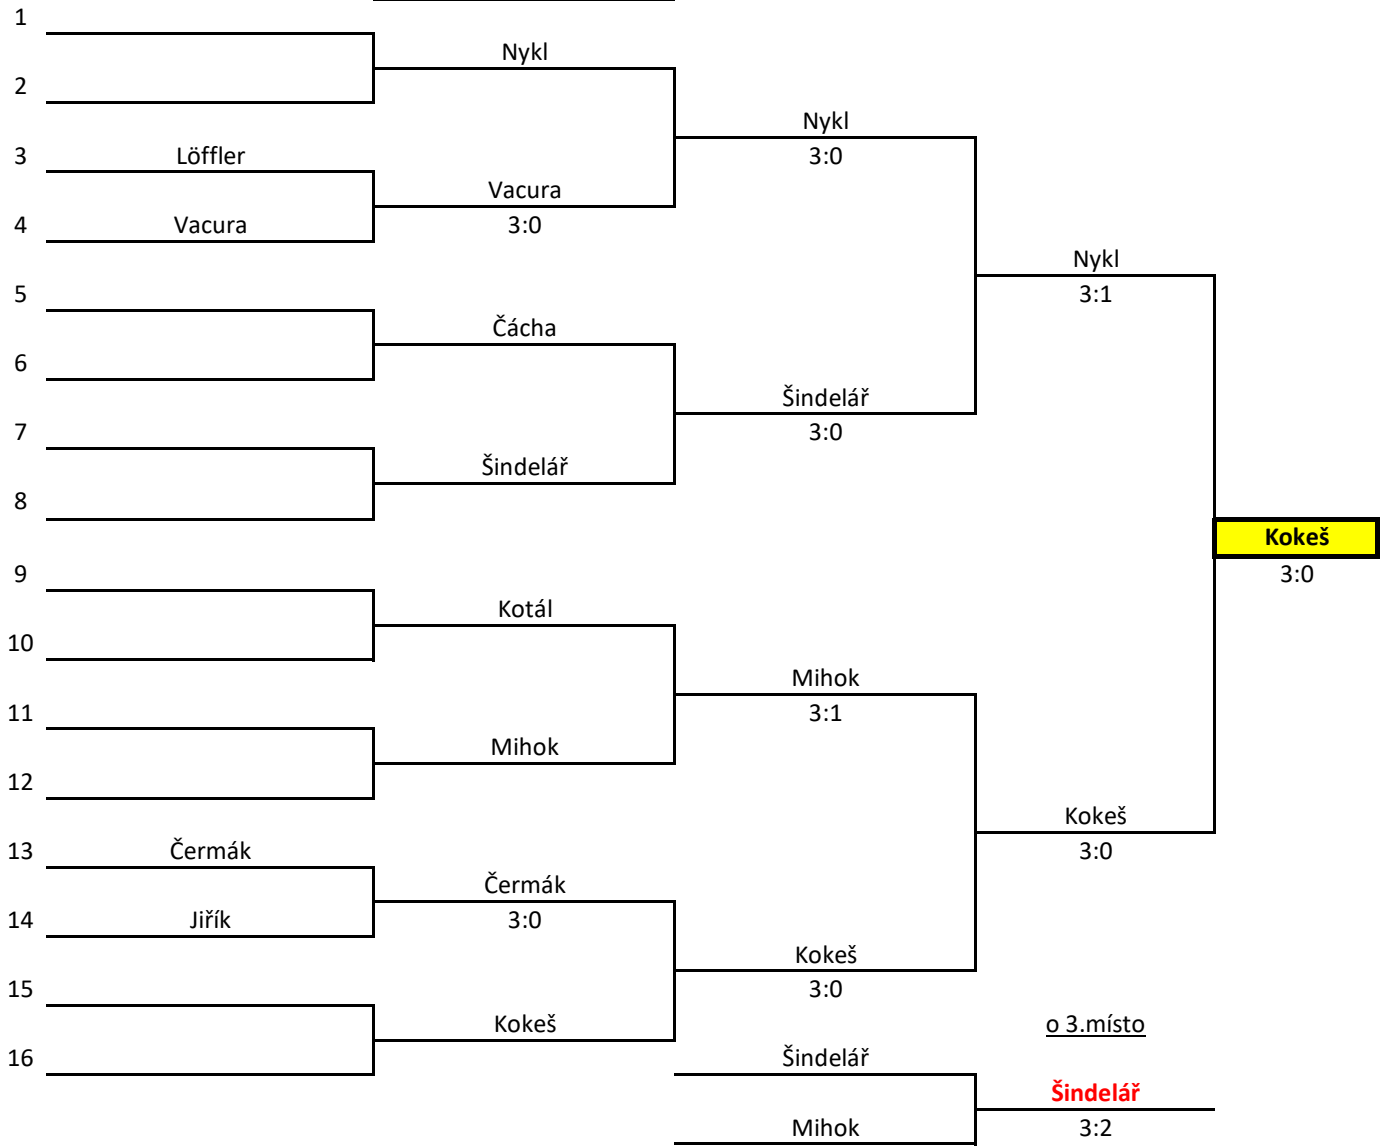 1
Nykl
2
Nykl
3 Löffler 3:0
Vacura
4 Vacura 3:0
Nykl
5 3:1
Čácha
6
Šindelář
7 3:0
Šindelář
8
Kokeš
9 3:0
Kotál
10
Mihok
11 3:1
Mihok
12
Kokeš
13 Čermák 3:0
Čermák
14 Jiřík 3:0
Kokeš
15 3:0
Kokeš o 3.místo
16 Šindelář
Šindelář
Mihok 3:2